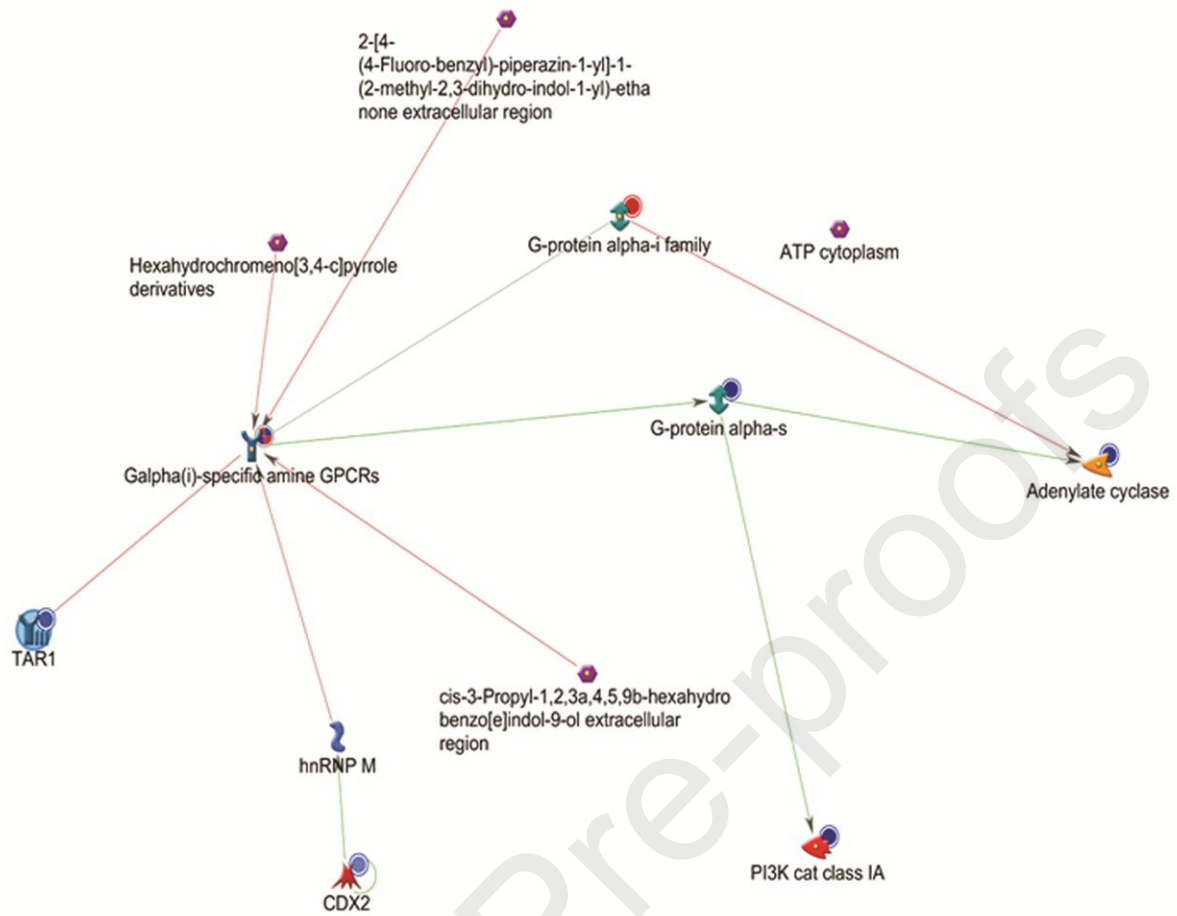 2-[4-
(4-Fluoro-benzyl)-piperazin-1-yl]-1-
(2-methyl-2,3-dihydro-indol-1-yl)-etha
none extracellular region
G-protein alpha-i family
ATP cytoplasm
Hexahydrochromeno[3,4-c]pyrrole
derivatives
G-protein alpha-s
Galpha(i)-specific amine GPCRs
Adenylate cyclase
TAR1
cis-3-Propyl-1,2,3a,4,5,9b-hexahydro
benzo[e]indol-9-ol extracellular
region
hnRNP M
PI3K cat class IA
CDX2
Pre-proofs